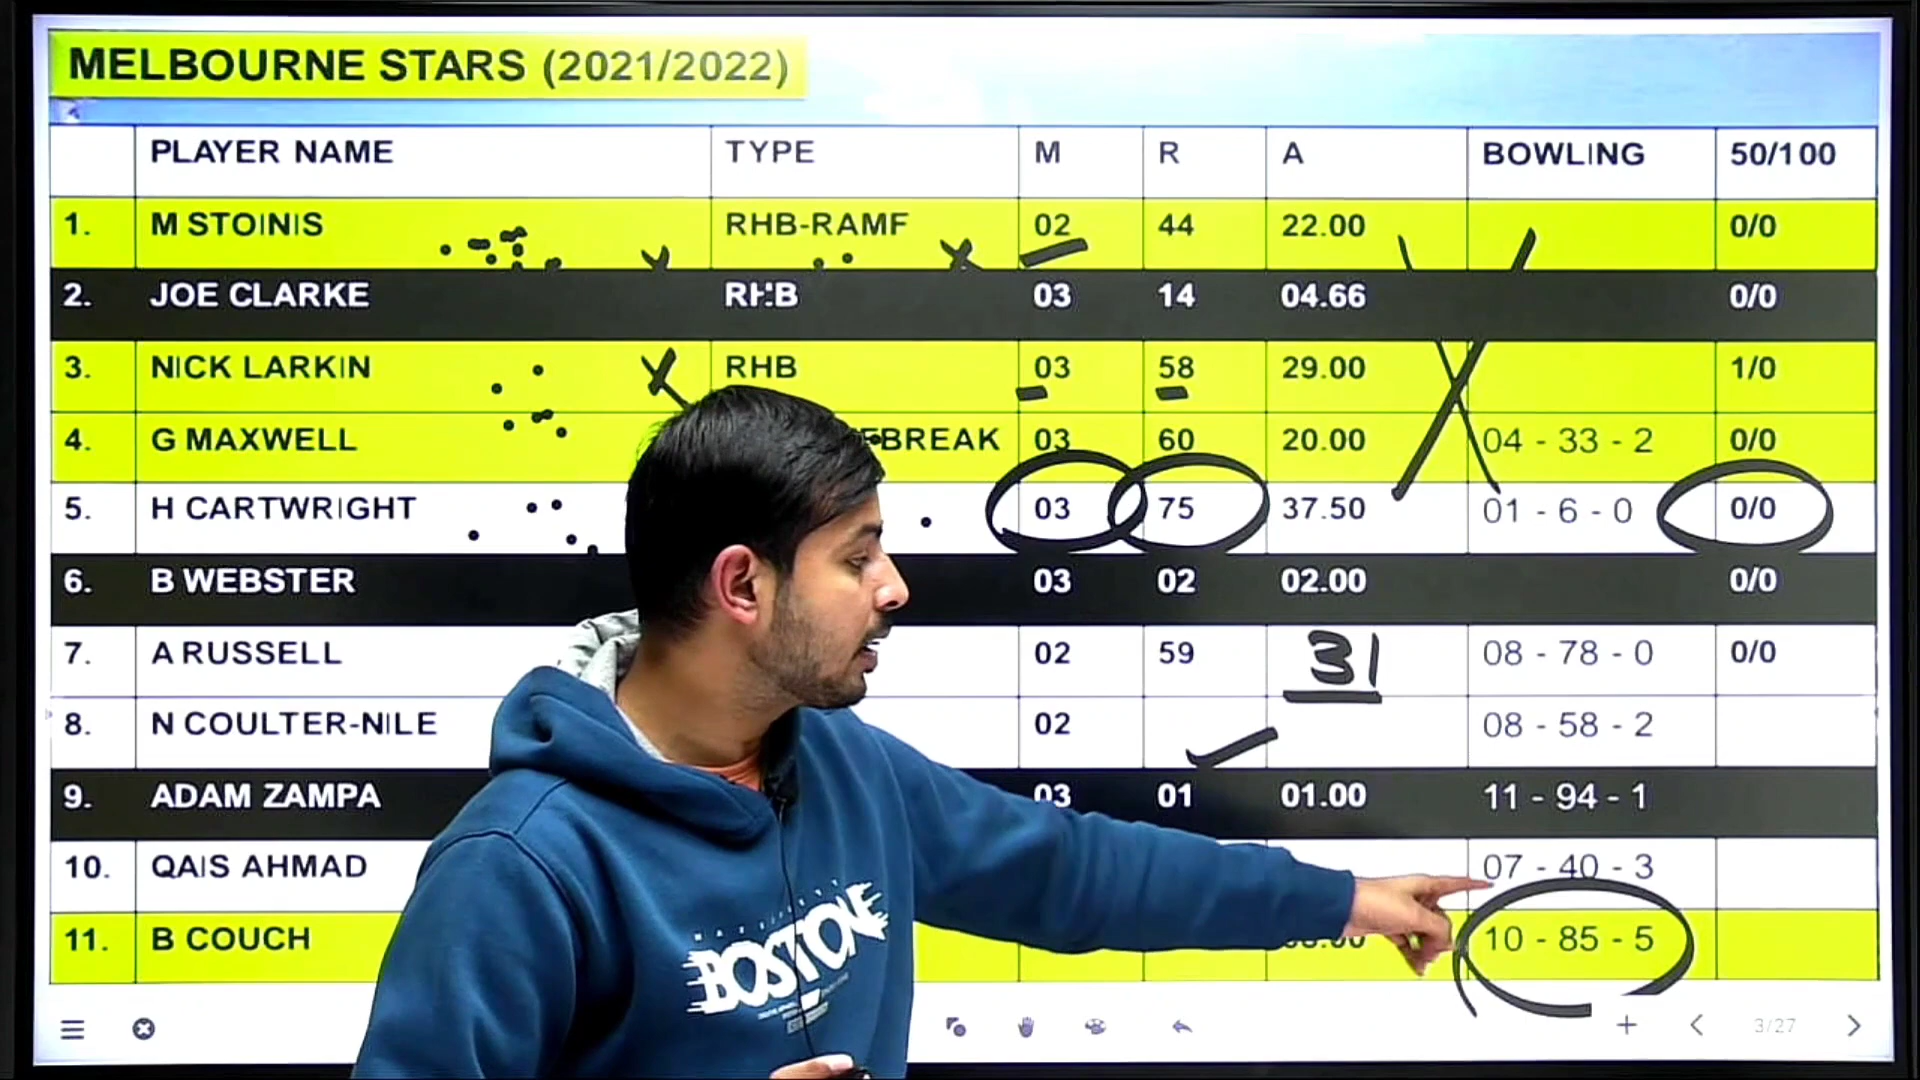 MELBOURNE STARS (2021/2022)
PLAYER NAME TYPE M R A BOWLING 50/100
1. M STOINIS RHB-RAMF 02 44 22.00 0/0
2. JOE CLARKE RHB 03 14 04.66 0/0
3. NICK LARKIN RHB 03 58 29.00 1/0
4. G MAXWELL BREAK 03 60 20.00 04 - 33 - 2 0/0
5. H CARTWRIGHT 03 75 37.50 01 - 6 - 0 0/0
6. B WEBSTER 03 02 02.00 0/0
7. A RUSSELL 02 59 31 08 - 78 - 0 0/0
8. N COULTER-NILE 02 08 - 58 - 2
9. ADAM ZAMPA 03 01 01.00 11 - 94 - 1
10. QAIS AHMAD 07 - 40 - 3
11. B COUCH 10 - 85 - 5
BOSTONE
3/27